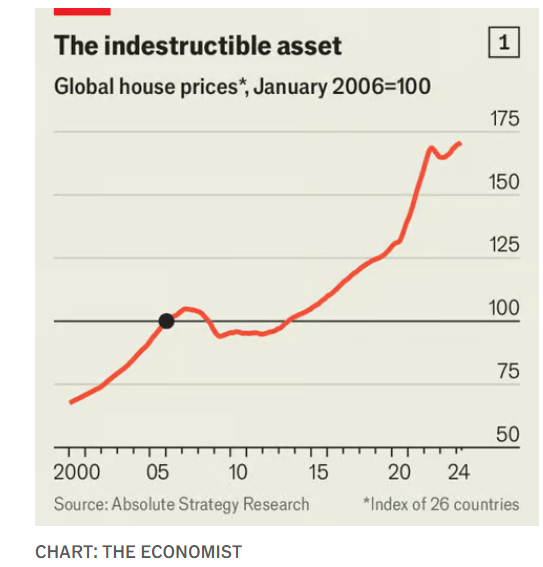 The indestructible asset
1
Global house prices*, January 2006=100
175
150
125
100
75
50
2000 05 10 15 20 24
Source: Absolute Strategy Research *Index of 26 countries
CHART: THE ECONOMIST